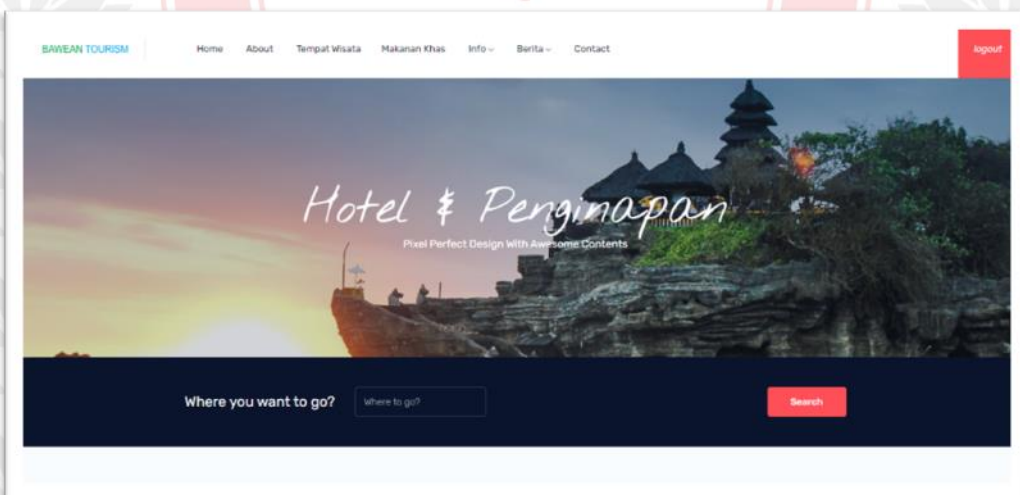 BAWEAN TOURISM
Home About Tempat Wisata Makanan Khas Info Berita Contact
logout
Hotel & Penginapan
Pixel Perfect Design With Awesome Contents
Where you want to go? Where to go? Search